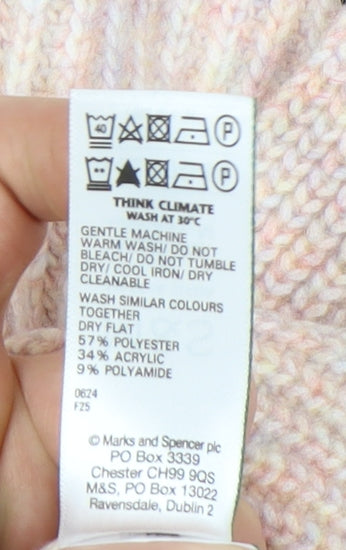 40 P
P
THINK CLIMATE
WASH AT 30°C
GENTLE MACHINE
WARM WASH/ DO NOT
BLEACH/ DO NOT TUMBLE
DRY/ COOL IRON/ DRY
CLEANABLE
WASH SIMILAR COLOURS
TOGETHER
DRY FLAT
57% POLYESTER
34% ACRYLIC
9% POLYAMIDE
0624
F25
© Marks and Spencer plc
PO Box 3339
Chester CH99 9QS
M&S, PO Box 13022
Ravensdale, Dublin 2